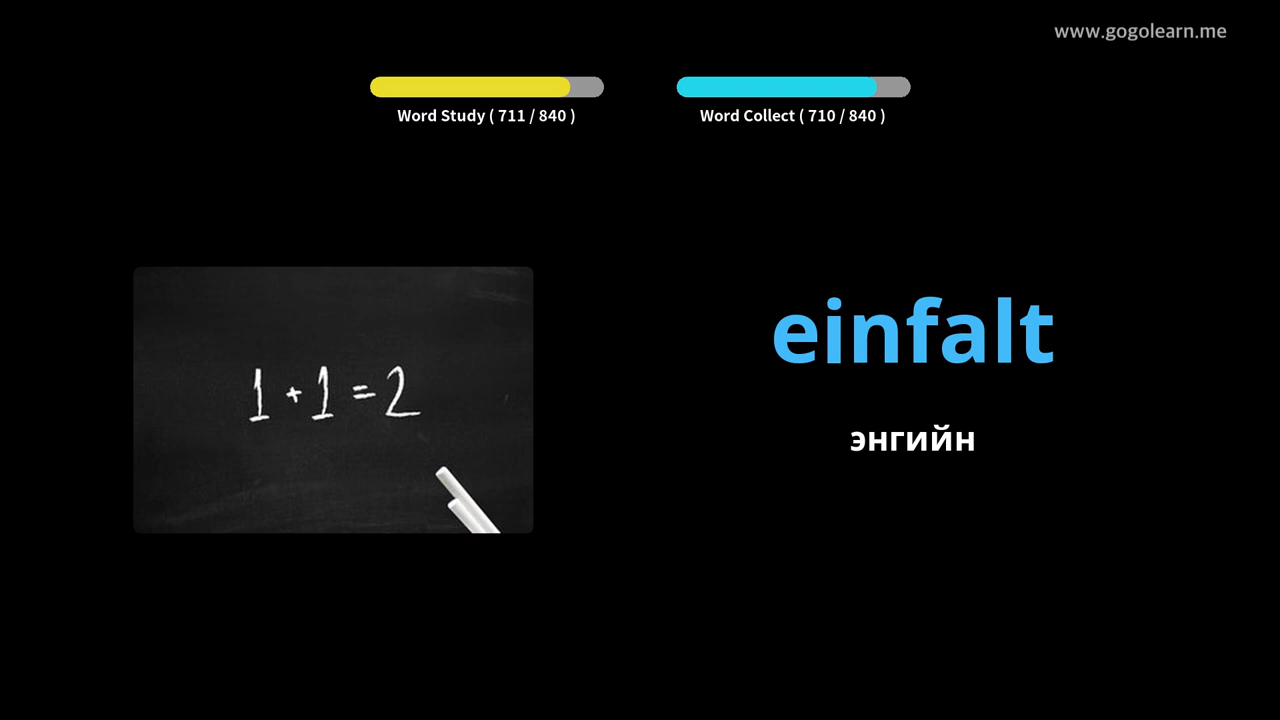 www.gogolearn.me
Word Study ( 711 / 840 )
Word Collect ( 710 / 840 )
1 + 1 = 2
einfalt
энгийн